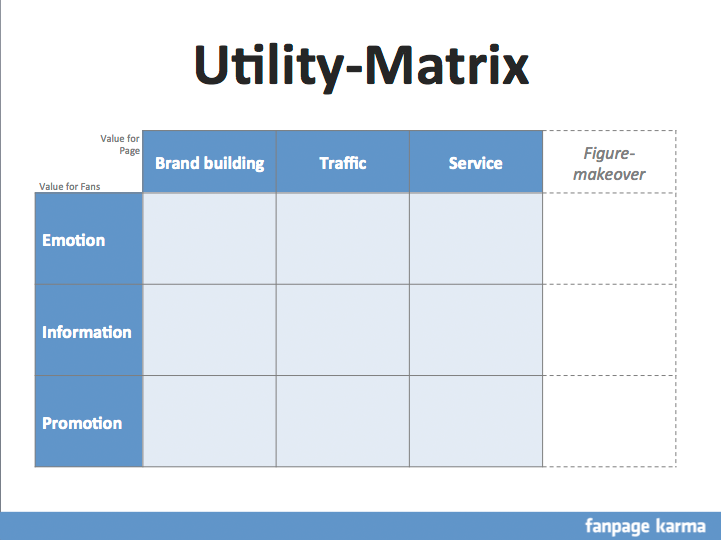 Utility-Matrix
Value for
Page
Value for Fans
Brand building
Traffic
Service
Figure-
makeover
Emotion
Information
Promotion
fanpage karma